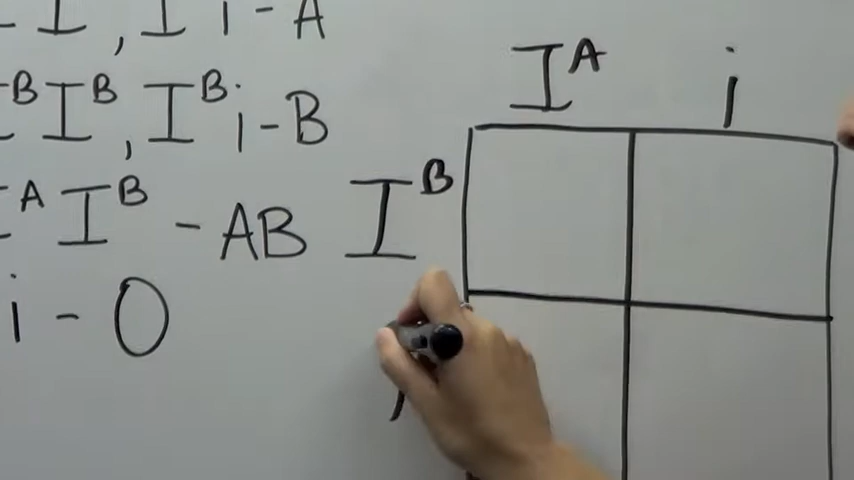 I, I i - A
I^B I^B, I^B i - B
I^A I^B - AB
i - O
I^A i
I^B